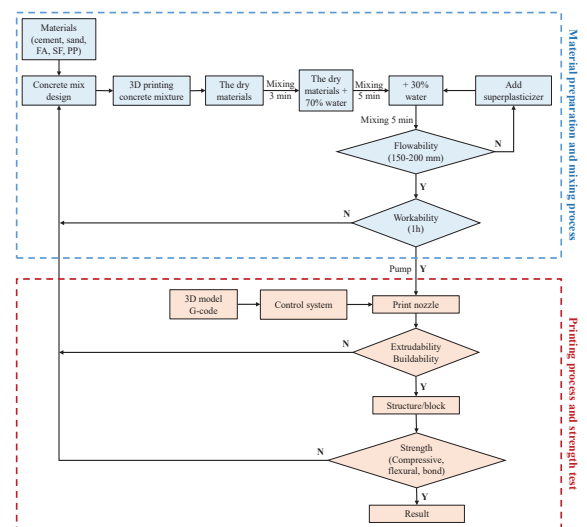 Materials
(cement, sand,
FA, SF, PP)
Concrete mix
design
3D printing
concrete mixture
The dry
materials
Mixing
3 min
The dry
materials +
70% water
Mixing
5 min
+ 30%
water
Add
superplasticizer
Mixing 5 min
Flowability
(150-200 mm)
N
Y
Workability
(1h)
N
Pump
Y
Material preparation and mixing process
3D model
G-code
Control system
Print nozzle
Extrudability
Buildability
N
Y
Structure/block
Strength
(Compressive,
flexural, bond)
N
Y
Result
Printing process and strength test